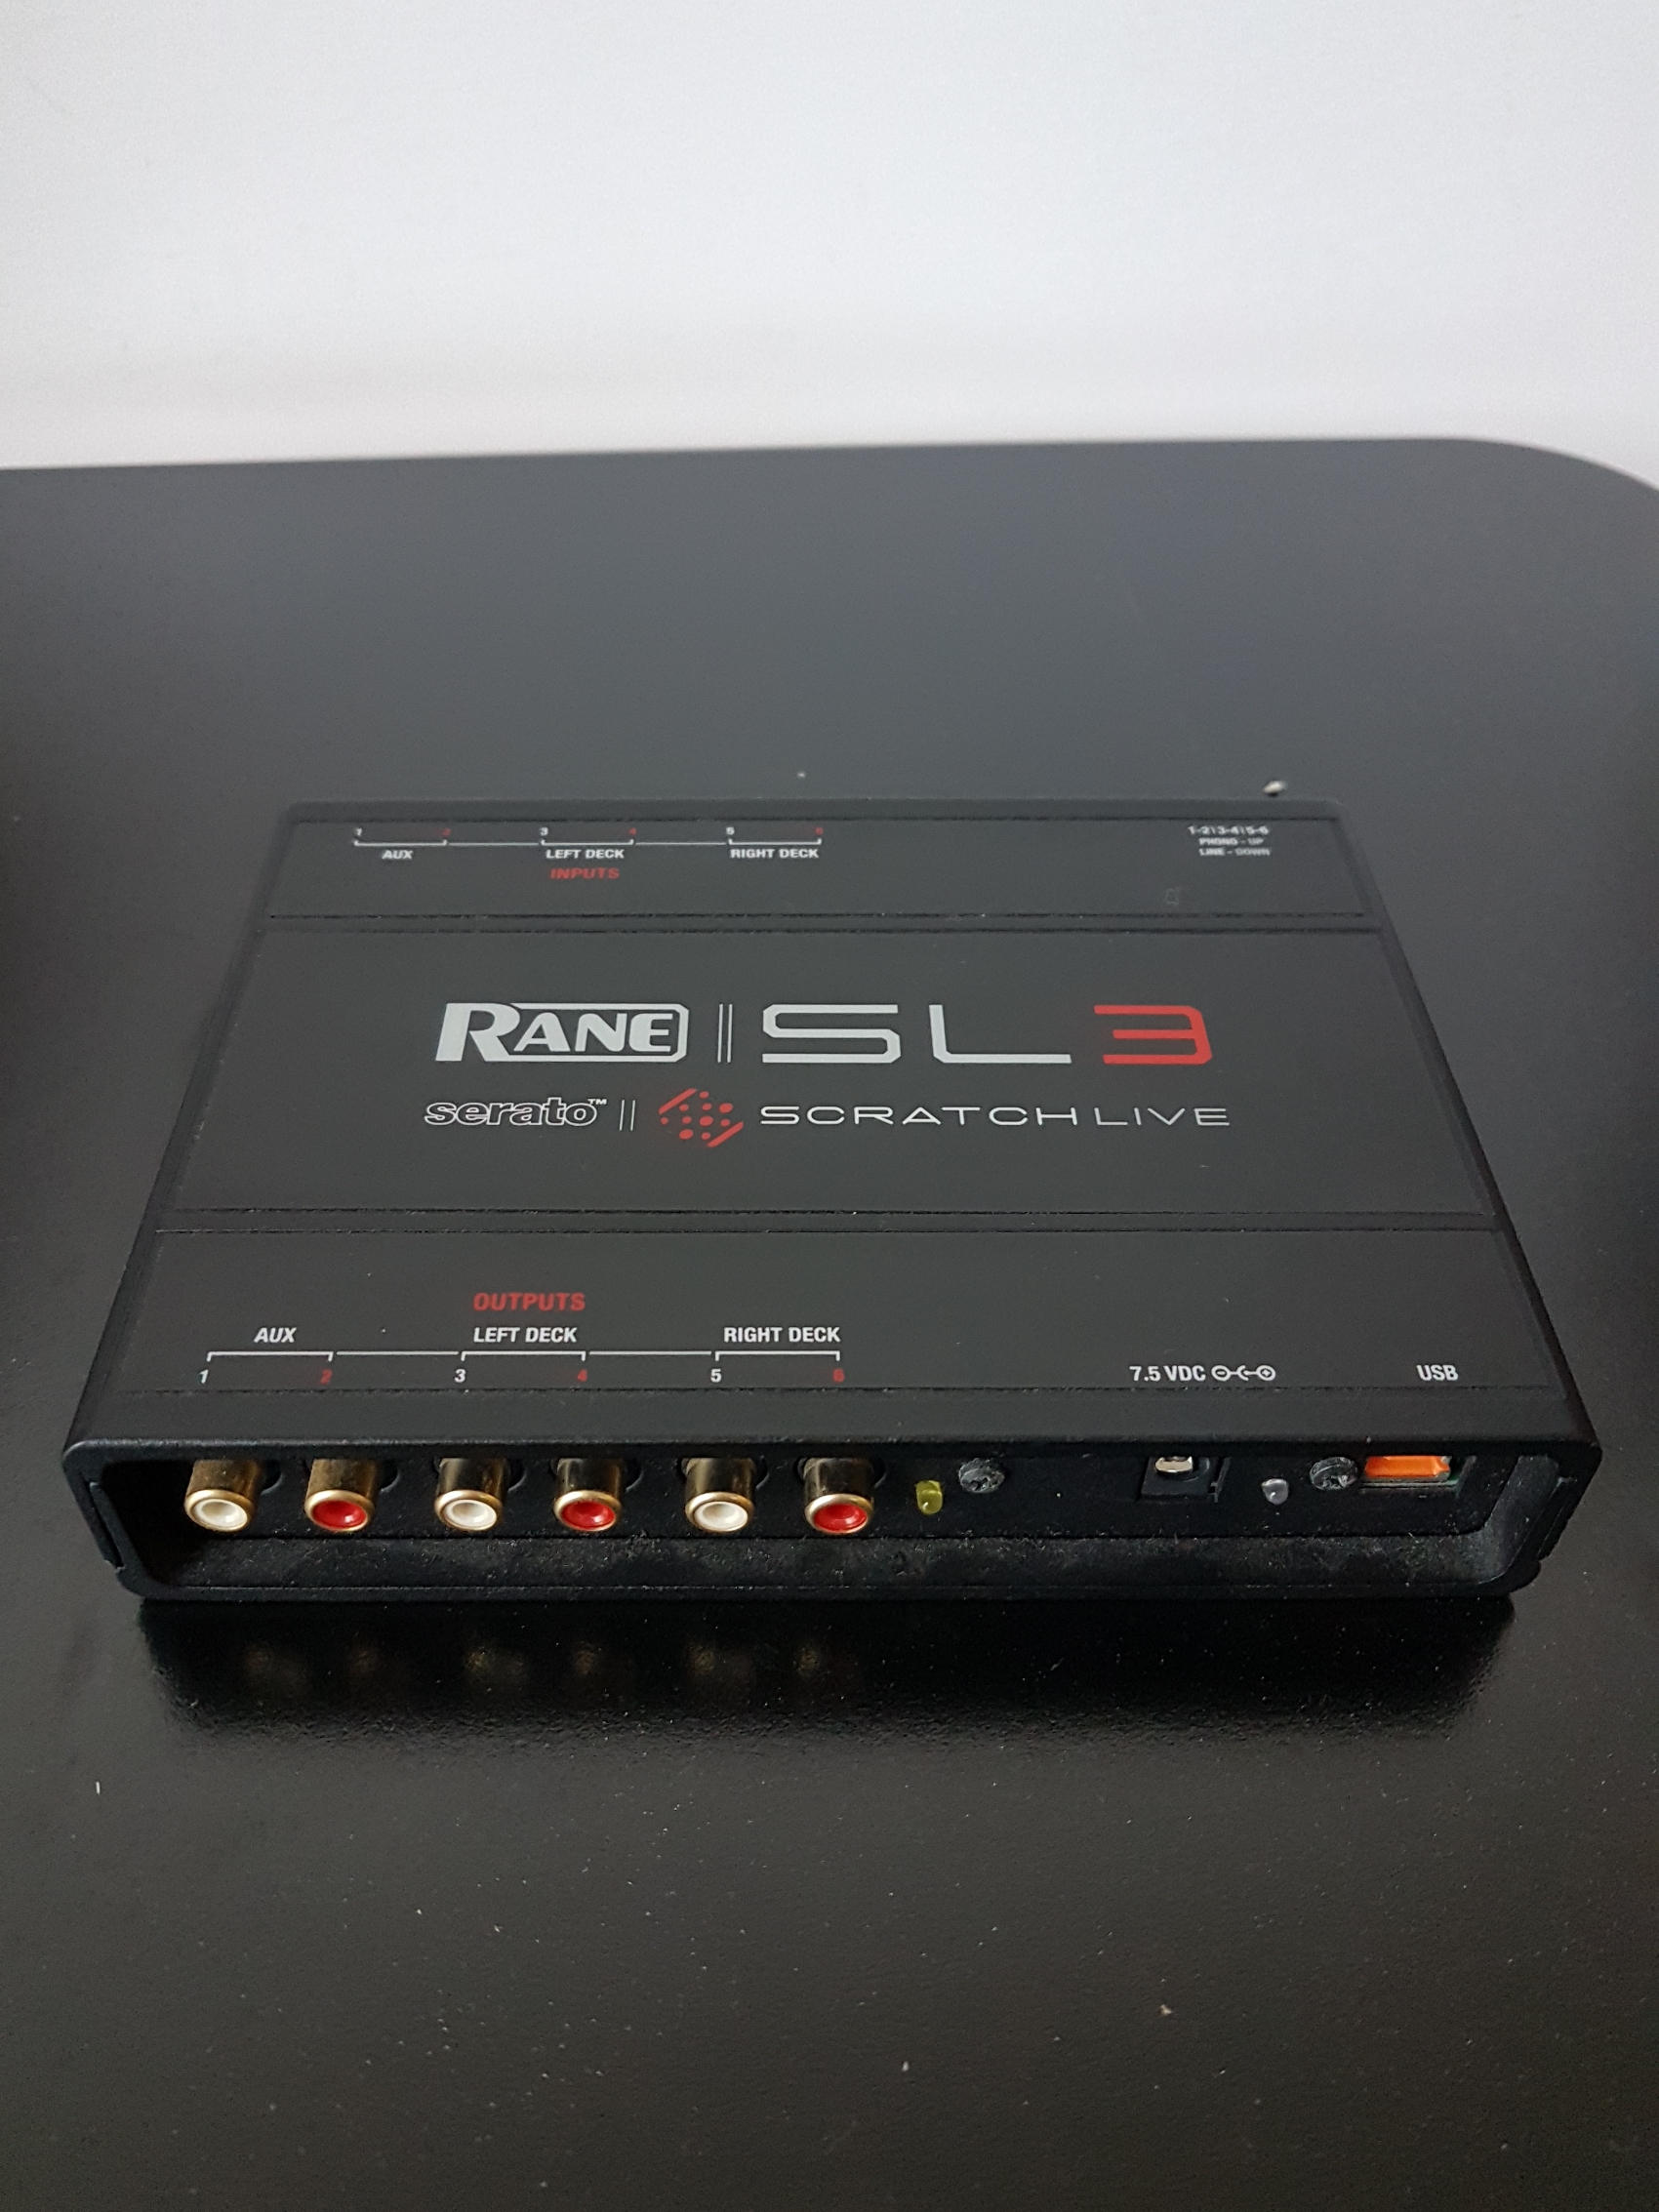 1 2 3 4 5 6
AUX LEFT DECK RIGHT DECK
INPUTS
1-2|3-4|5-6
PHONO - UP
LINE - DOWN
RANE || SL3
serato™ || SCRATCH LIVE
OUTPUTS
AUX LEFT DECK RIGHT DECK
1 2 3 4 5 6
7.5 VDC USB